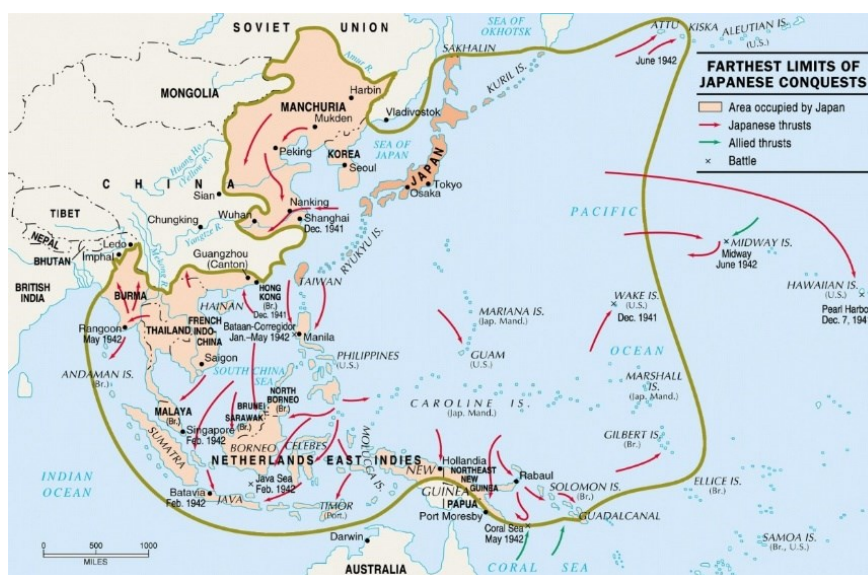 SOVIET UNION
SEA OF
OKHOTSK
ATTU
KISKA
ALEUTIAN IS.
(U.S.)
June 1942
FARTHEST LIMITS OF
JAPANESE CONQUESTS
Area occupied by Japan
Japanese thrusts
Allied thrusts
Battle
SAKHALIN
KURIL IS.
Amur R.
MONGOLIA
MANCHURIA
Harbin
Mukden
Vladivostok
SEA OF
JAPAN
Peking
KOREA
Seoul
JAPAN
Tokyo
Osaka
Huang Ho
(Yellow R.)
CHINA
Sian
Nanking
Shanghai
Dec. 1941
Wuhan
Chungking
Yangtze R.
TIBET
NEPAL
BHUTAN
Ledo
Imphal
Mekong R.
BRITISH
INDIA
Guangzhou
(Canton)
HONG
KONG
(Br.)
Dec. 1941
TAIWAN
RYUKYU IS.
PACIFIC
OCEAN
MIDWAY IS.
(U.S.)
Midway
June 1942
HAWAIIAN IS.
(U.S.)
Pearl Harbor
Dec. 7, 194
WAKE IS.
(U.S.)
Dec. 1941
BURMA
Rangoon
May 1942
THAILAND
FRENCH
INDO-
CHINA
HAINAN
Bataan-Corregidor
Jan.–May 1942
Manila
Saigon
SOUTH CHINA
SEA
PHILIPPINES
(U.S.)
MARIANA IS.
(Jap. Mand.)
GUAM
(U.S.)
MARSHALL
IS.
(Jap. Mand.)
ANDAMAN IS.
(Br.)
MALAYA
(Br.)
Singapore
Feb. 1942
BRUNEI
SARAWAK
(Br.)
NORTH
BORNEO
(Br.)
CAROLINE IS.
(Jap. Mand.)
GILBERT IS.
(Br.)
SUMATRA
BORNEO
CELEBES
MOLUCCA IS.
NETHERLANDS EAST INDIES
Hollandia
NEW
GUINEA
NORTHEAST
NEW
GUINEA
PAPUA
Port Moresby
Rabaul
SOLOMON IS.
(Br.)
GUADALCANAL
ELLICE IS.
(Br.)
INDIAN
OCEAN
Batavia
Feb. 1942
JAVA
Java Sea
Feb. 1942
TIMOR
(Port.)
Coral Sea
May 1942
Darwin
AUSTRALIA
CORAL SEA
SAMOA IS.
(Br., U.S.)
0 500 1000
MILES